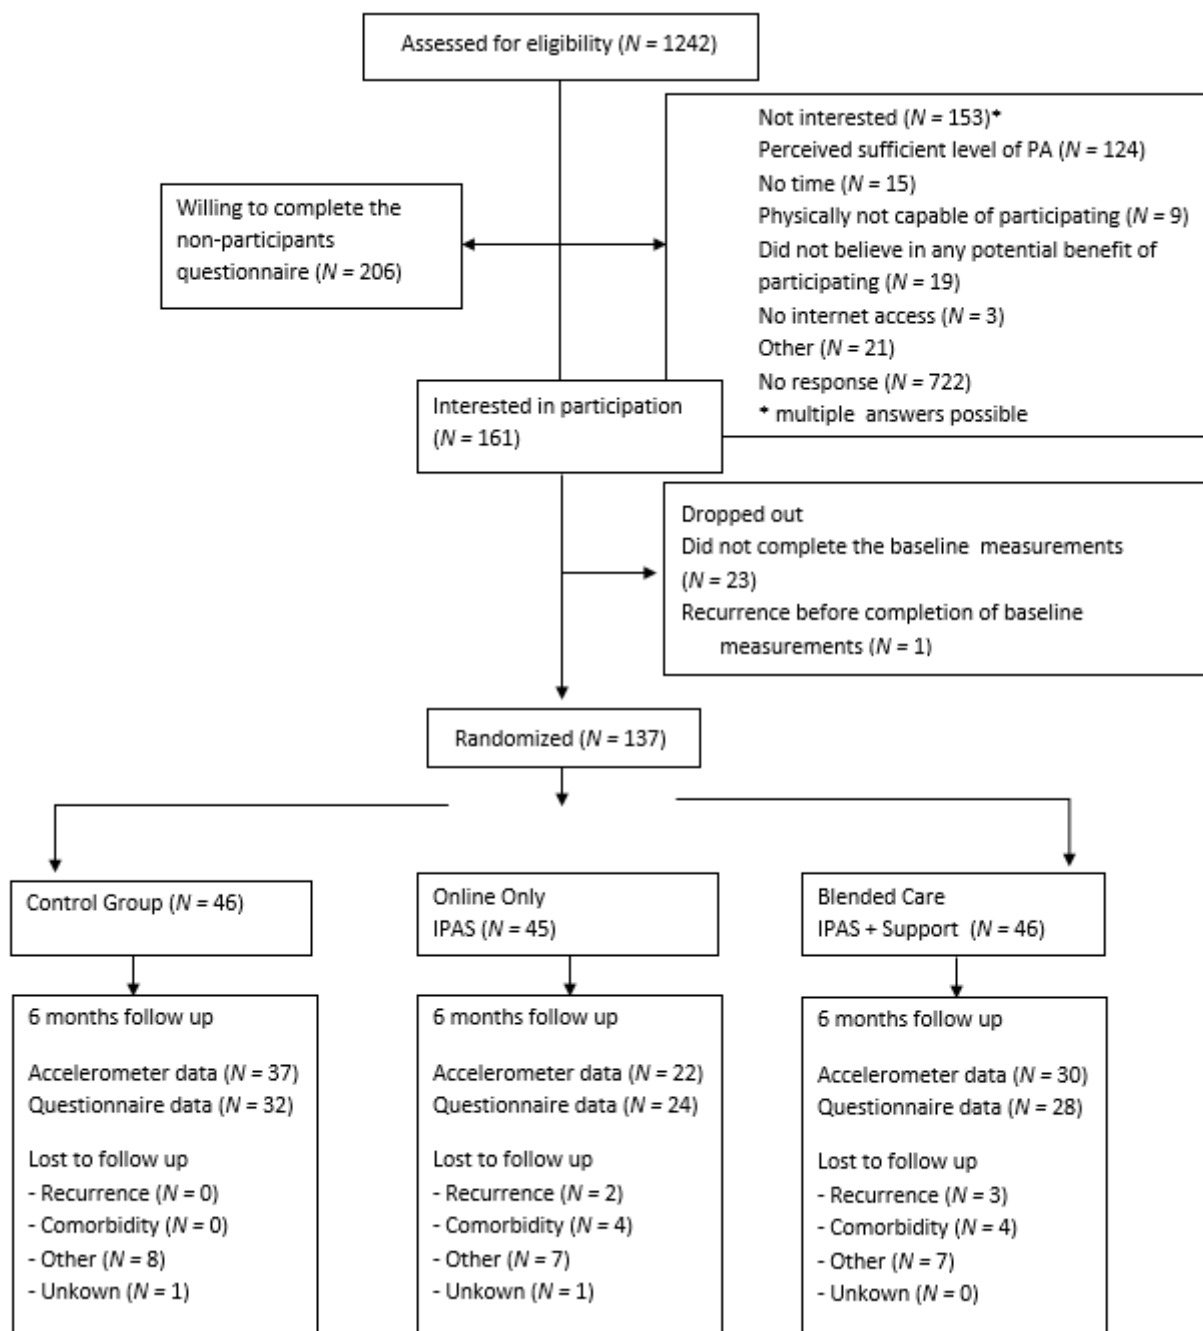 Assessed for eligibility (N = 1242)
Not interested (N = 153)*
Perceived sufficient level of PA (N = 124)
No time (N = 15)
Physically not capable of participating (N = 9)
Did not believe in any potential benefit of
participating (N = 19)
No internet access (N = 3)
Other (N = 21)
No response (N = 722)
* multiple answers possible
Willing to complete the
non-participants
questionnaire (N = 206)
Interested in participation
(N = 161)
Dropped out
Did not complete the baseline measurements
(N = 23)
Recurrence before completion of baseline
measurements (N = 1)
Randomized (N = 137)
Control Group (N = 46)
Online Only
IPAS (N = 45)
Blended Care
IPAS + Support (N = 46)
6 months follow up
Accelerometer data (N = 37)
Questionnaire data (N = 32)
Lost to follow up
- Recurrence (N = 0)
- Comorbidity (N = 0)
- Other (N = 8)
- Unkown (N = 1)
6 months follow up
Accelerometer data (N = 22)
Questionnaire data (N = 24)
Lost to follow up
- Recurrence (N = 2)
- Comorbidity (N = 4)
- Other (N = 7)
- Unkown (N = 1)
6 months follow up
Accelerometer data (N = 30)
Questionnaire data (N = 28)
Lost to follow up
- Recurrence (N = 3)
- Comorbidity (N = 4)
- Other (N = 7)
- Unkown (N = 0)